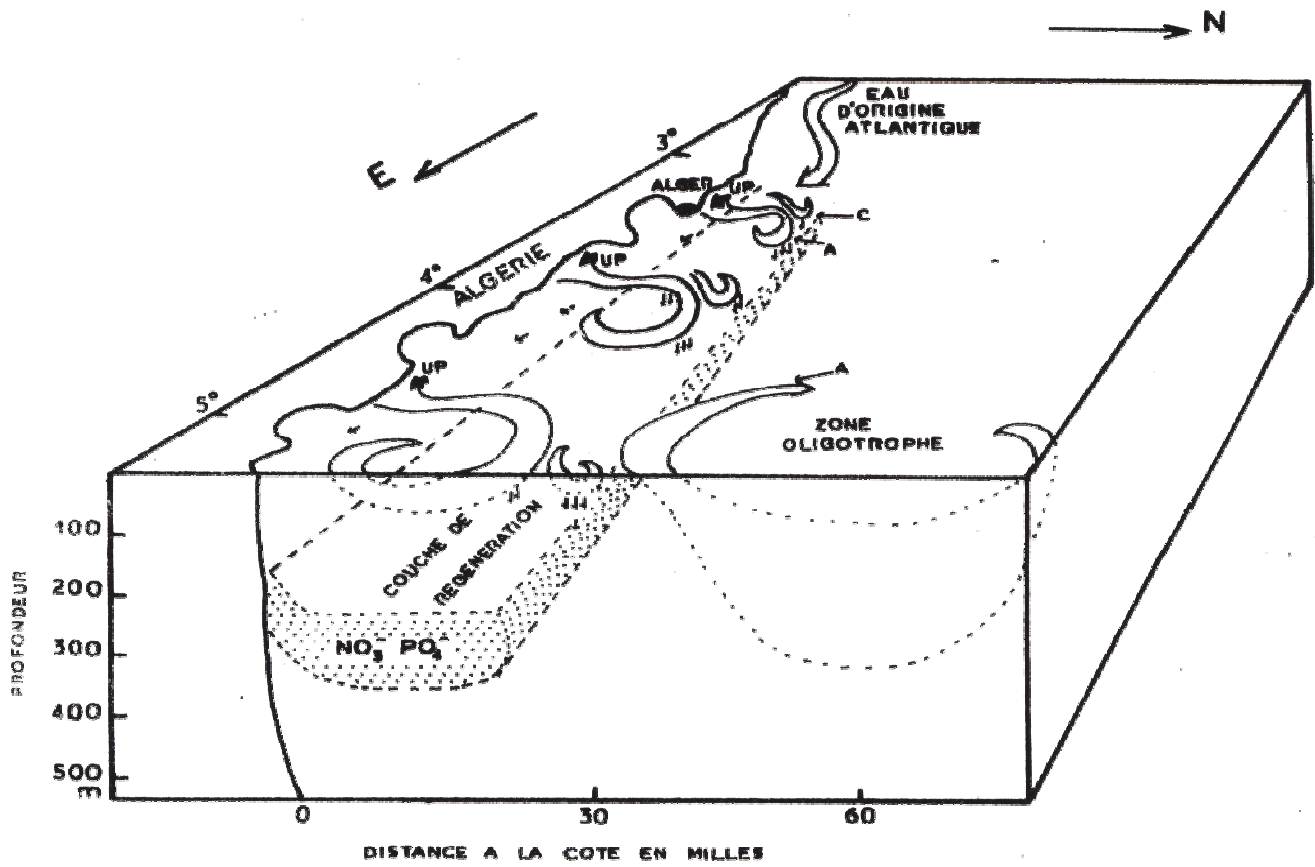 N
EAU
D'ORIGINE
ATLANTIQUE
E
3°
ALGER
UP
C
A
4°
ALGERIE
UP
5°
UP
A
ZONE
OLIGOTROPHE
COUCHE DE
REGENERATION
NO₃⁻ PO₄⁻
PROFONDEUR
100
200
300
400
500
m
0
30
60
DISTANCE A LA COTE EN MILLES